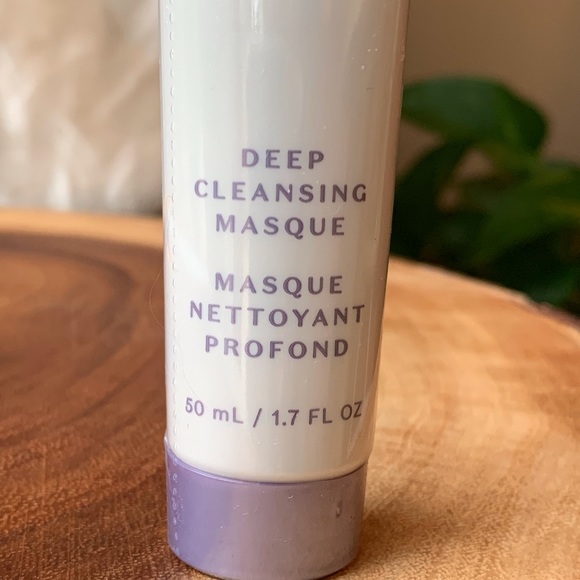 DEEP
CLEANSING
MASQUE
MASQUE
NETTOYANT
PROFOND
50 mL / 1.7 FL OZ